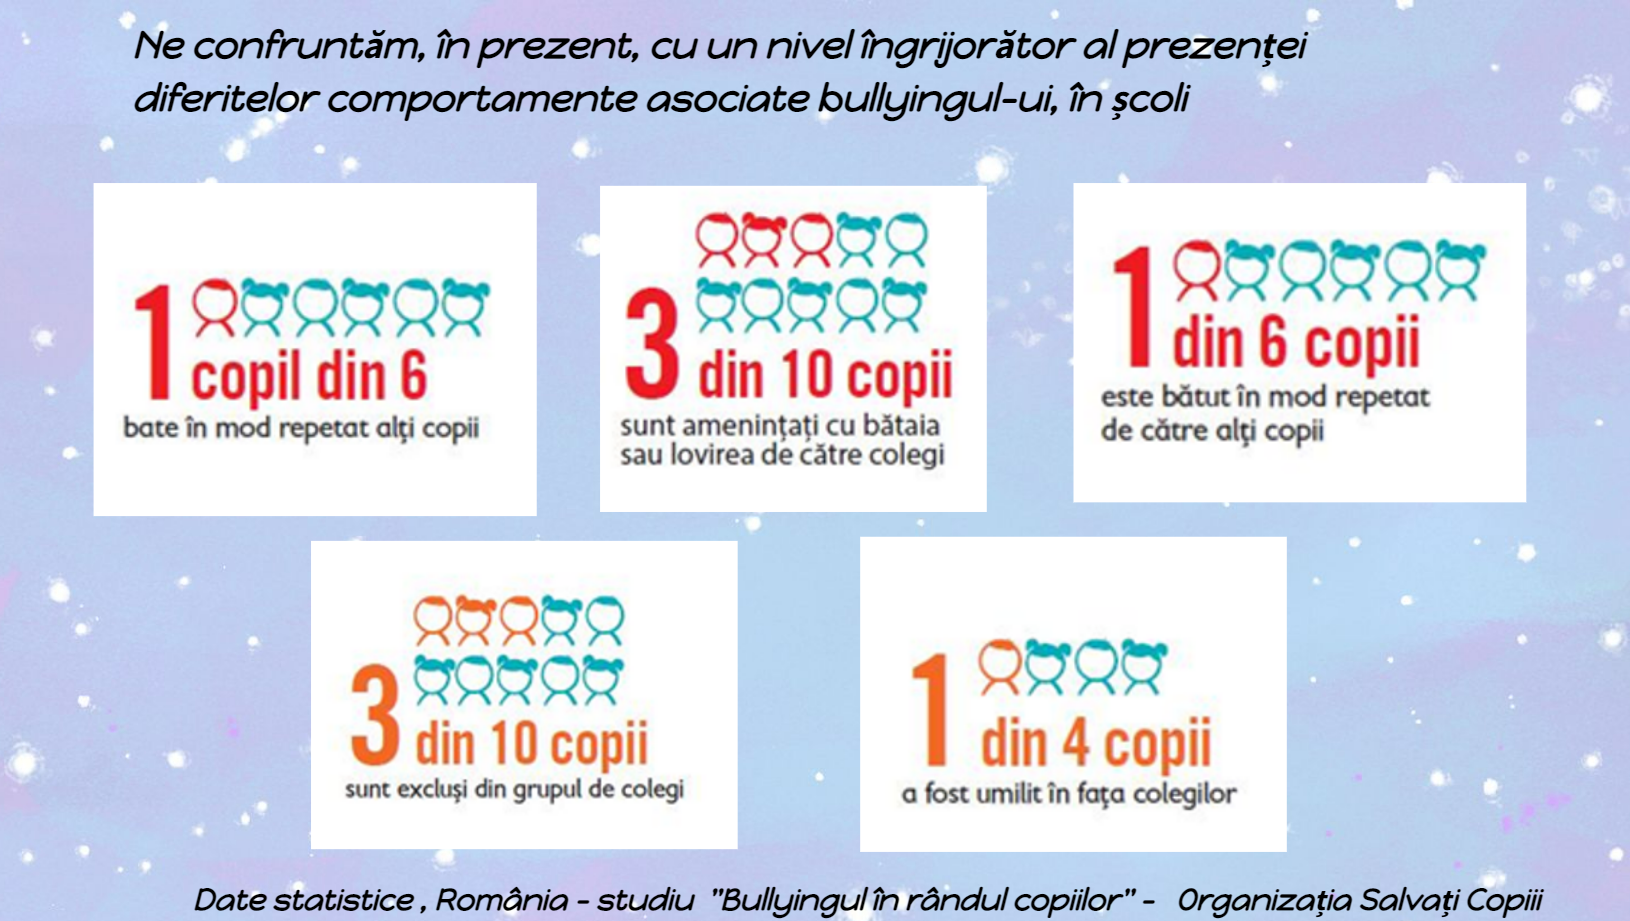 Ne confruntăm, în prezent, cu un nivel îngrijorător al prezenței
diferitelor comportamente asociate bullyingul-ui, în școli
1
copil din 6
bate în mod repetat alți copii
3
din 10 copii
sunt amenințați cu bătaia
sau lovirea de către colegi
1
din 6 copii
este bătut în mod repetat
de către alți copii
3
din 10 copii
sunt excluși din grupul de colegi
1
din 4 copii
a fost umilit în fața colegilor
Date statistice , România - studiu "Bullyingul în rândul copiilor" - Organizația Salvați Copiii